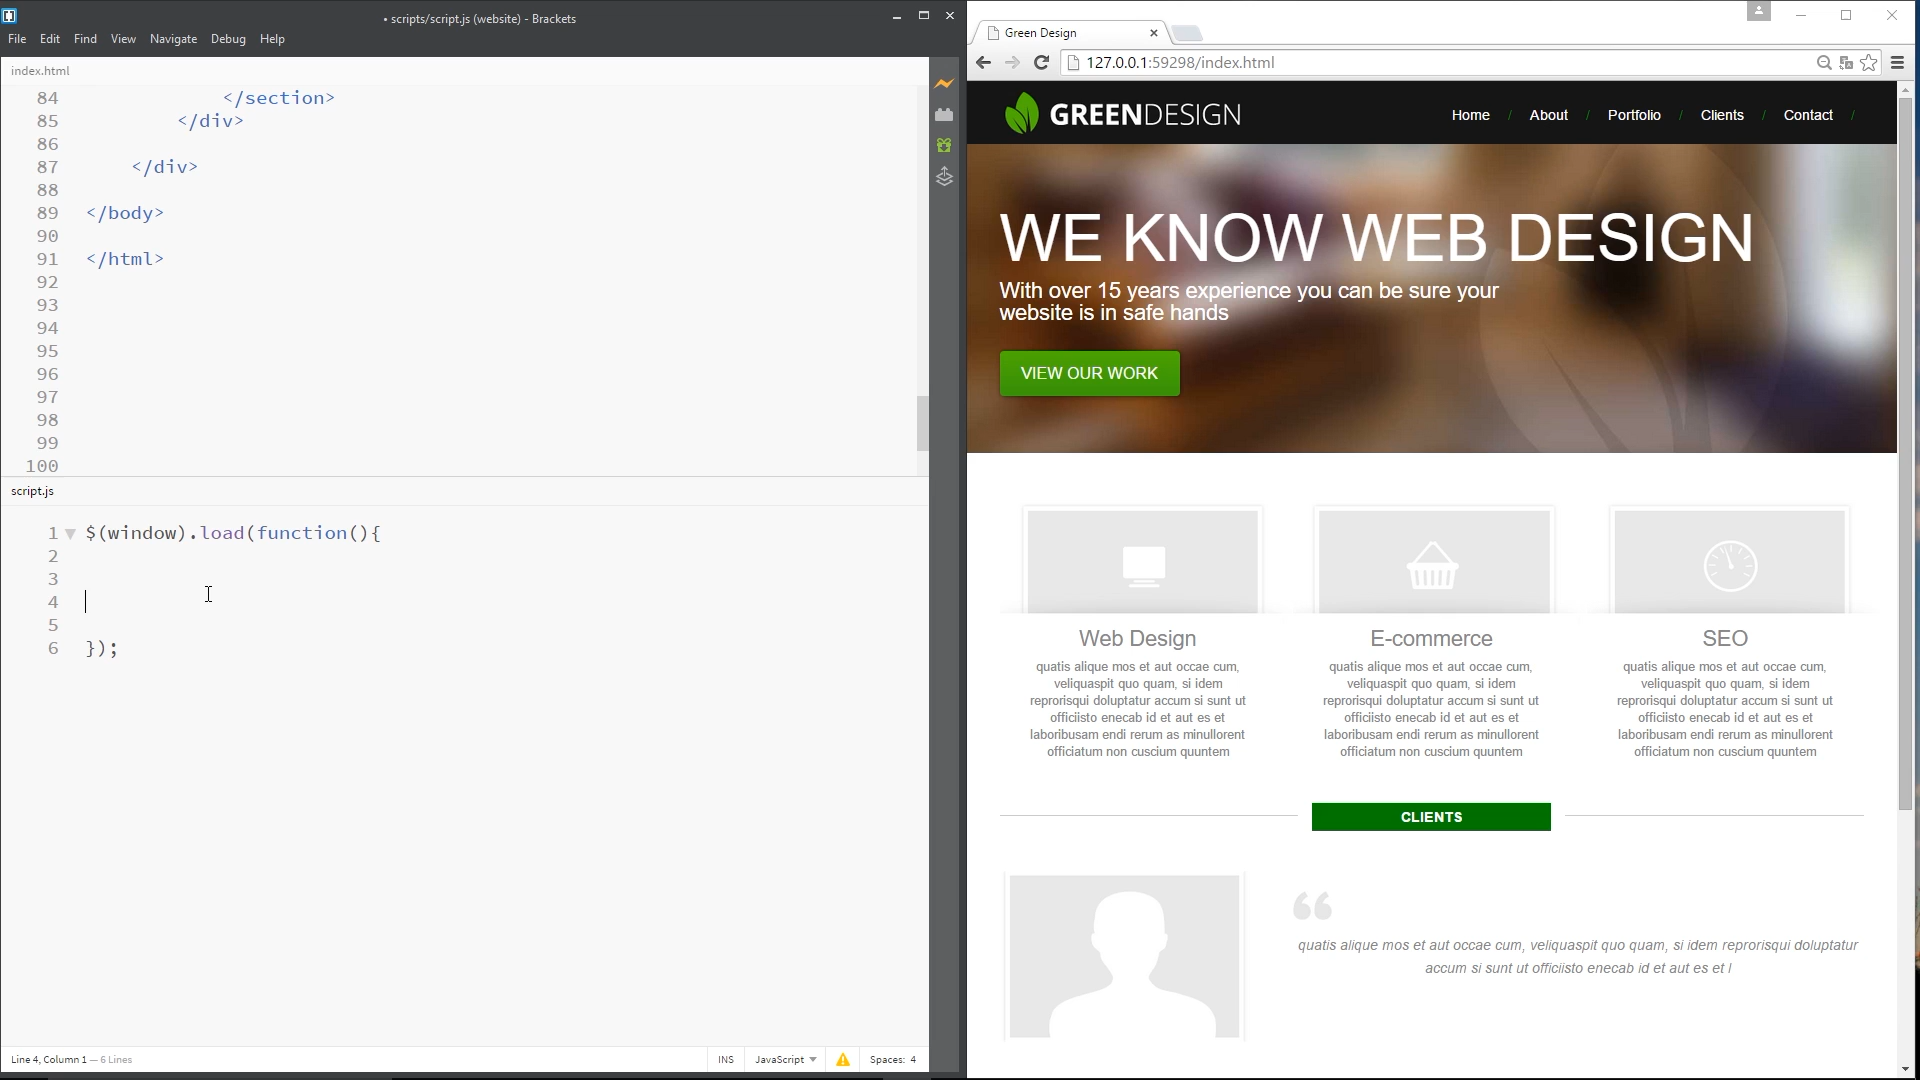 • scripts/script.js (website) - Brackets
File Edit Find View Navigate Debug Help
index.html
84 </section>
85 </div>
86
87 </div>
88
89 </body>
90
91 </html>
92
93
94
95
96
97
98
99
100
script.js
1 $(window).load(function(){
2
3
4
5
6 });
Line 4, Column 1 — 6 Lines
INS JavaScript Spaces: 4
Green Design
127.0.0.1:59298/index.html
GREENDESIGN
Home / About / Portfolio / Clients / Contact /
WE KNOW WEB DESIGN
With over 15 years experience you can be sure your
website is in safe hands
VIEW OUR WORK
Web Design
quatis alique mos et aut occae cum,
veliquaspit quo quam, si idem
reprorisqui doluptatur accum si sunt ut
officiisto enecab id et aut es et
laboribusam endi rerum as minullorent
officiatum non cuscium quuntem
E-commerce
quatis alique mos et aut occae cum,
veliquaspit quo quam, si idem
reprorisqui doluptatur accum si sunt ut
officiisto enecab id et aut es et
laboribusam endi rerum as minullorent
officiatum non cuscium quuntem
SEO
quatis alique mos et aut occae cum,
veliquaspit quo quam, si idem
reprorisqui doluptatur accum si sunt ut
officiisto enecab id et aut es et
laboribusam endi rerum as minullorent
officiatum non cuscium quuntem
CLIENTS
“
quatis alique mos et aut occae cum, veliquaspit quo quam, si idem reprorisqui doluptatur
accum si sunt ut officiisto enecab id et aut es et l